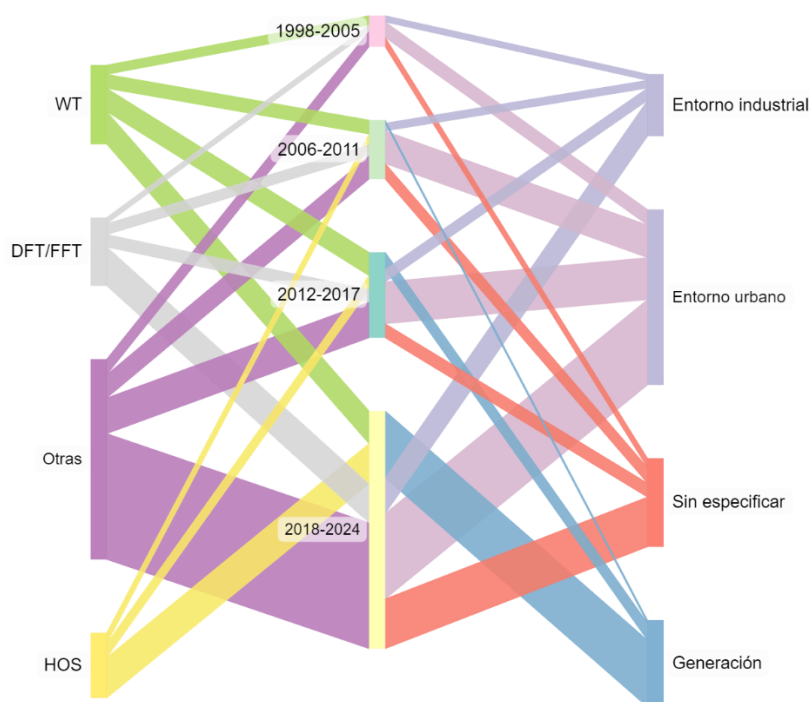 WT
DFT/FFT
Otras
HOS
1998-2005
2006-2011
2012-2017
2018-2024
Entorno industrial
Entorno urbano
Sin especificar
Generación